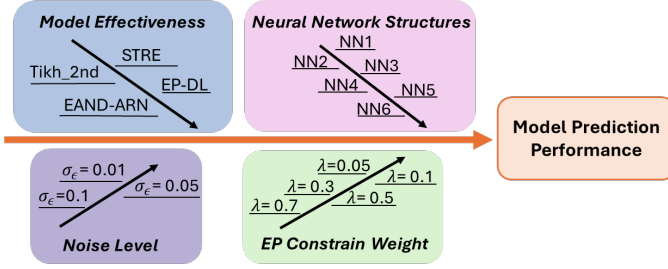 Model Effectiveness
STRE
Tikh_2nd
EP-DL
EAND-ARN
Neural Network Structures
NN1
NN2
NN3
NN4
NN5
NN6
Model Prediction
Performance
σϵ= 0.01
σϵ=0.1
σϵ= 0.05
Noise Level
λ=0.05
λ= 0.1
λ= 0.3
λ= 0.5
λ= 0.7
EP Constrain Weight